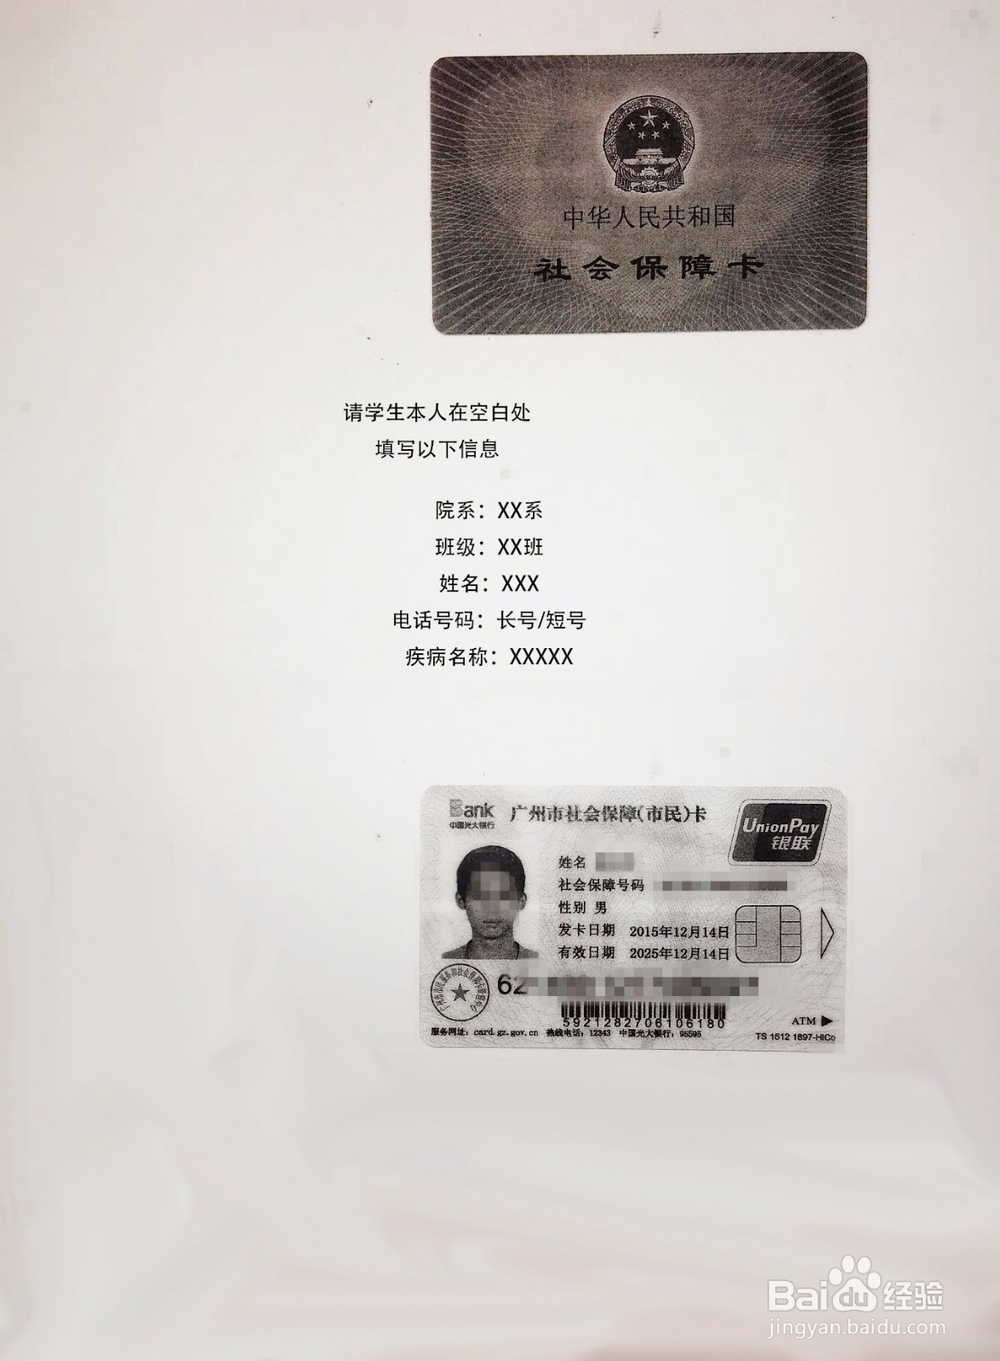 中华人民共和国
社会保障卡
请学生本人在空白处
填写以下信息
院系：XX系
班级：XX班
姓名：XXX
电话号码：长号/短号
疾病名称：XXXXX
Bank
中国光大银行
广州市社会保障(市民)卡
UnionPay
银联
姓名
社会保障号码
性别 男
发卡日期 2015年12月14日
有效日期 2025年12月14日
62
5921282706106180
ATM
服务网址：card.gz.gov.cn 热线电话：12343 中国光大银行：95595
TS 1512 1897-HiCo
Baidu经验
jingyan.baidu.com